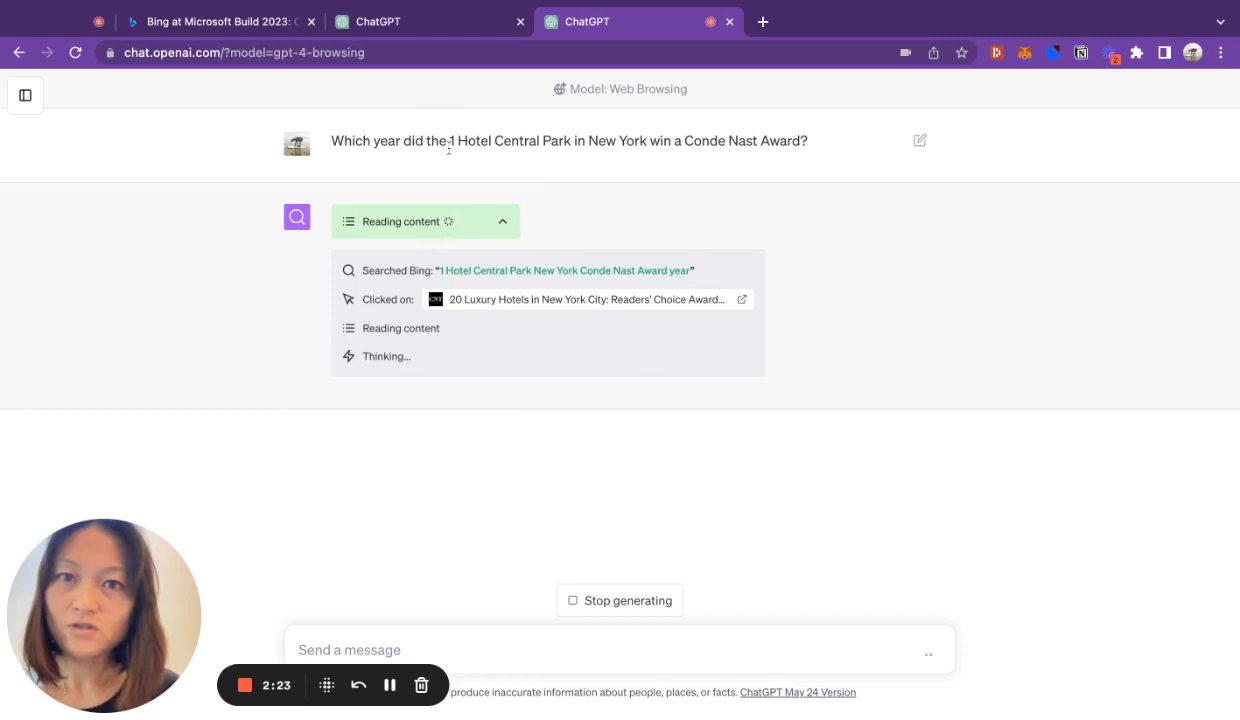 Bing at Microsoft Build 2023: C
ChatGPT
ChatGPT
chat.openai.com/?model=gpt-4-browsing
2
Model: Web Browsing
Which year did the 1 Hotel Central Park in New York win a Conde Nast Award?
Reading content
Searched Bing: "1 Hotel Central Park New York Conde Nast Award year"
Clicked on: CNT 20 Luxury Hotels in New York City: Readers' Choice Award...
Reading content
Thinking...
Stop generating
Send a message
2:23
produce inaccurate information about people, places, or facts. ChatGPT May 24 Version